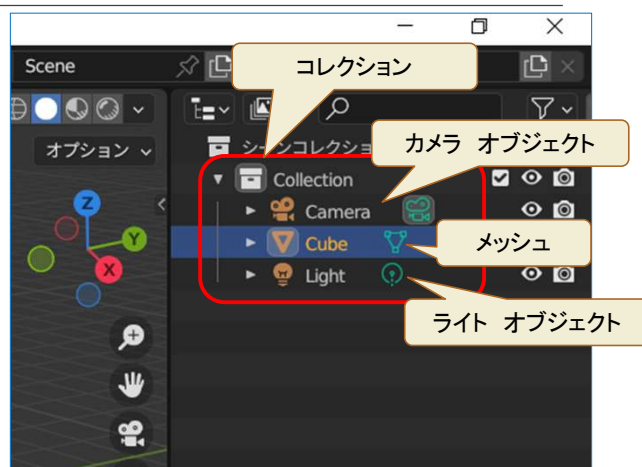 Scene
コレクション
オプション
シーンコレクショ
カメラ オブジェクト
Collection
Z
Camera
Y
Cube
メッシュ
X
Light
ライト オブジェクト